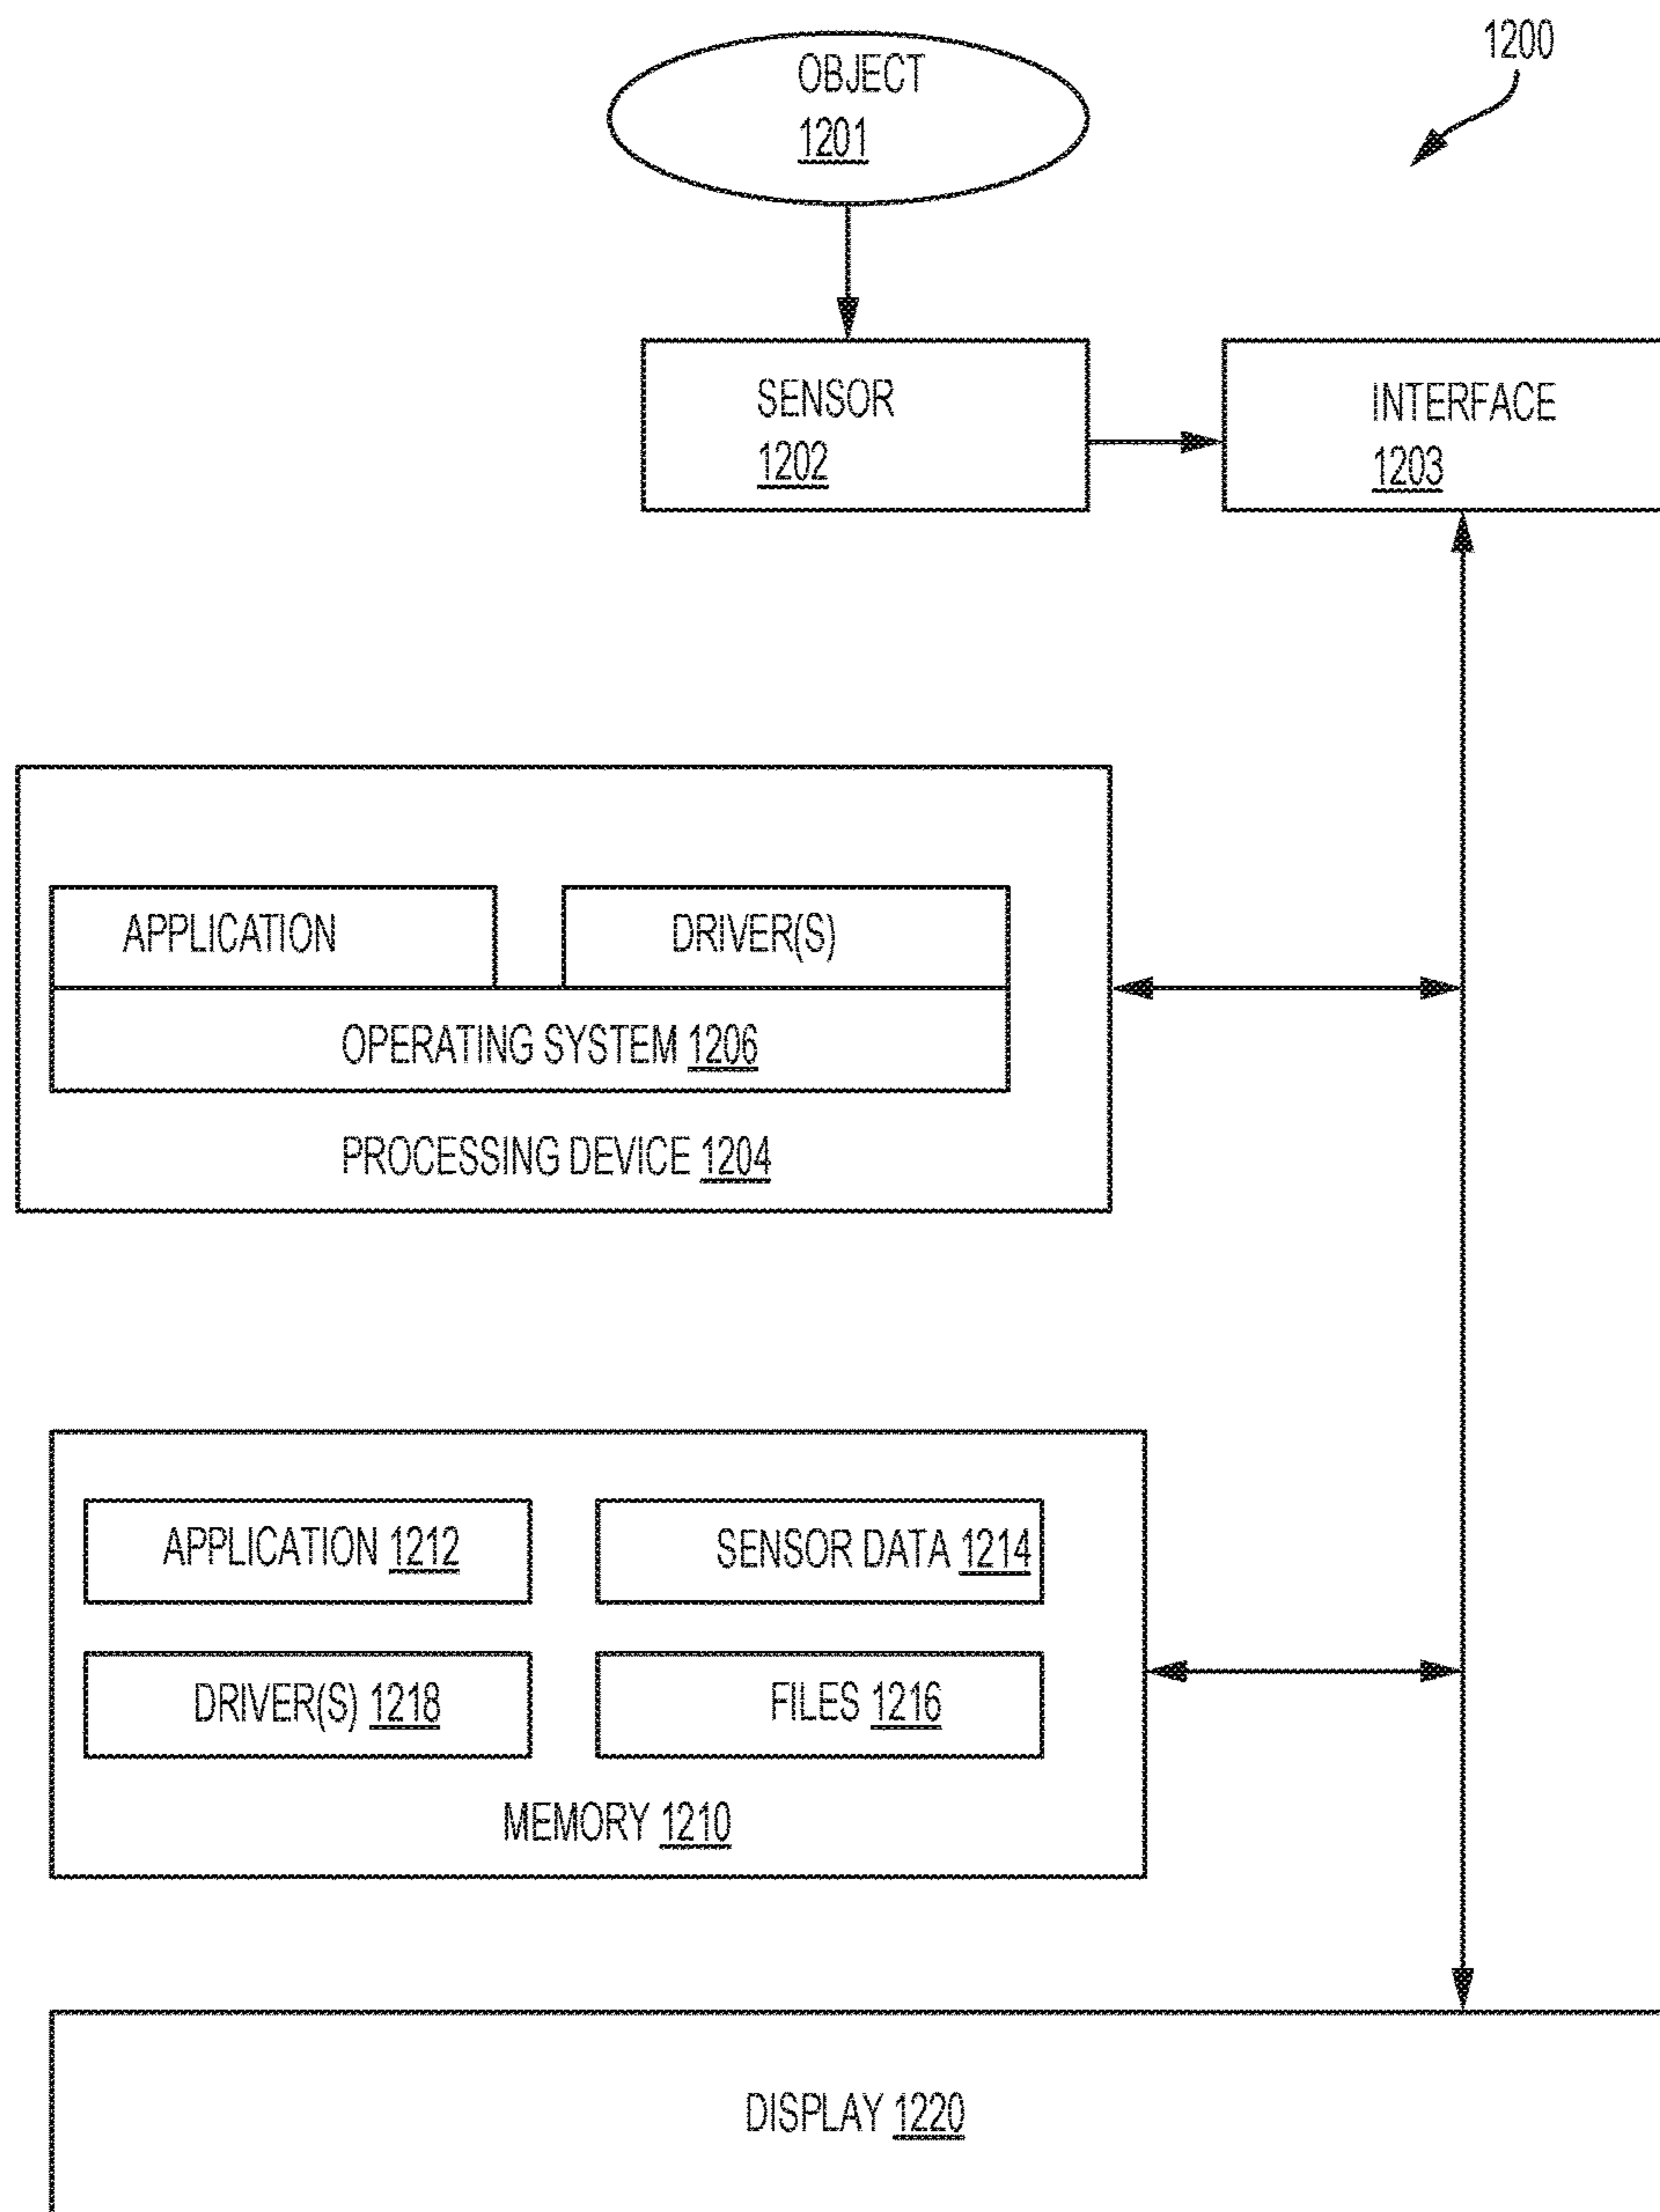 1200
OBJECT
1201
SENSOR
1202
INTERFACE
1203
APPLICATION
DRIVER(S)
OPERATING SYSTEM 1206
PROCESSING DEVICE 1204
APPLICATION 1212
SENSOR DATA 1214
DRIVER(S) 1218
FILES 1216
MEMORY 1210
DISPLAY 1220